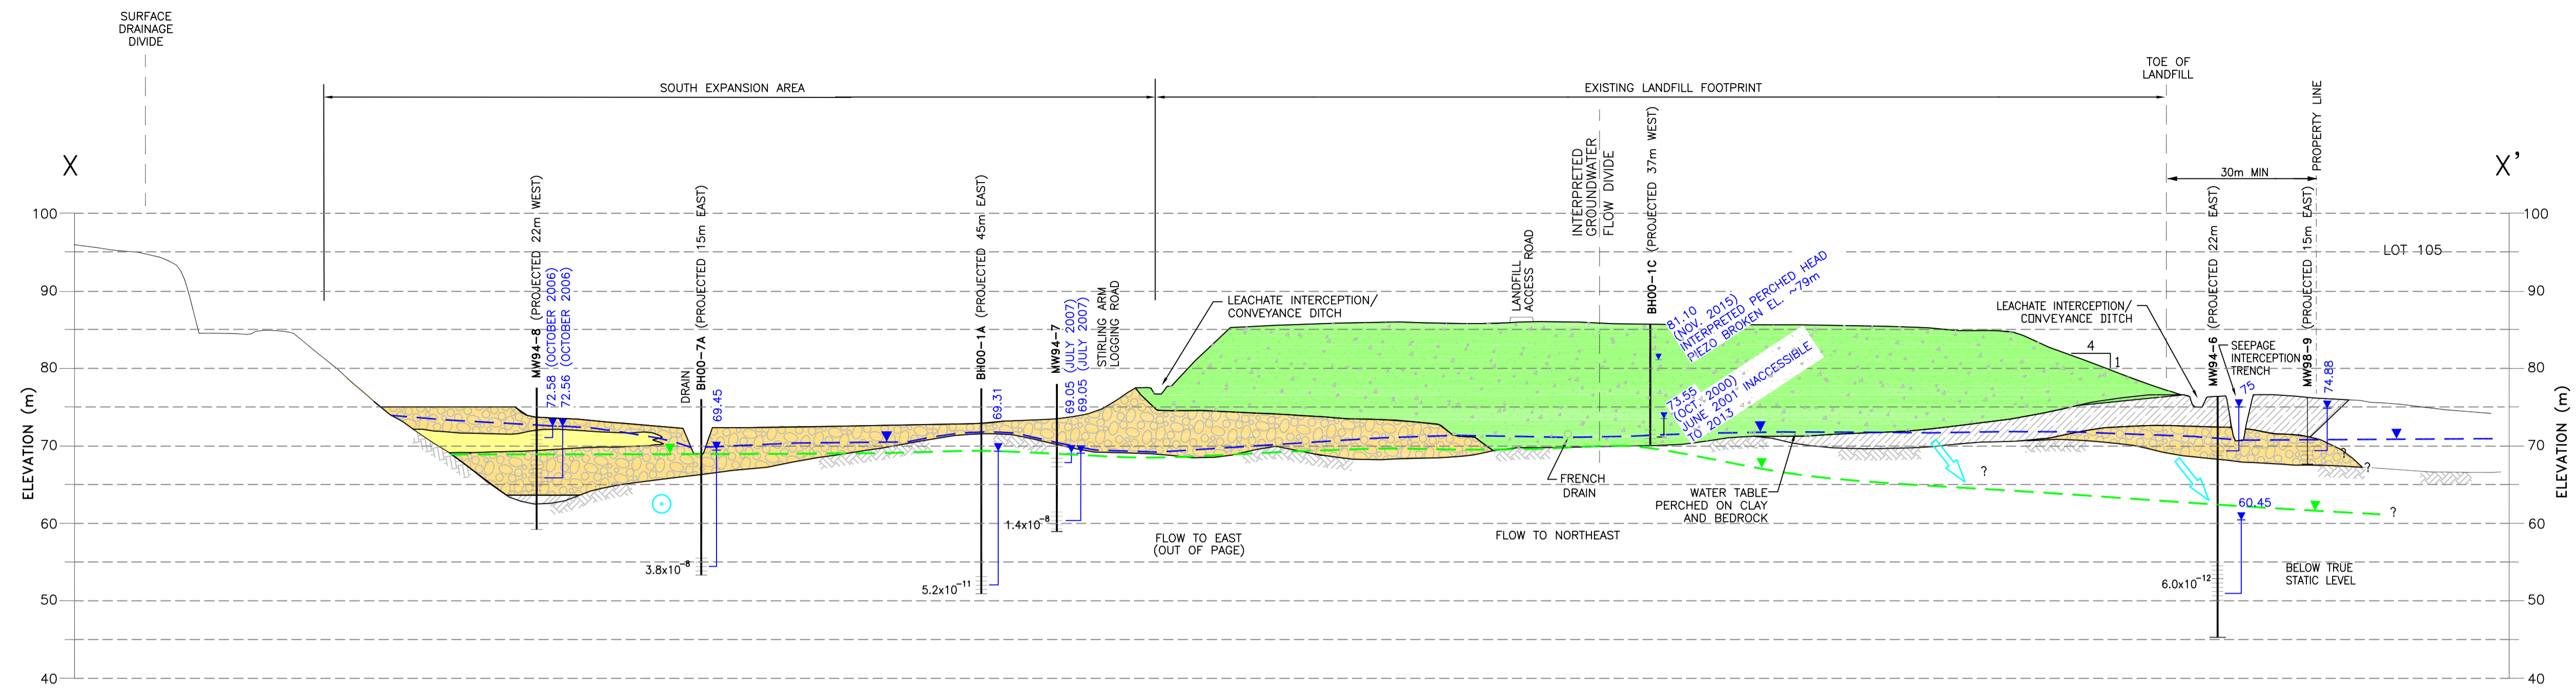 SURFACE
DRAINAGE
DIVIDE
SOUTH EXPANSION AREA
EXISTING LANDFILL FOOTPRINT
TOE OF
LANDFILL
PROPERTY LINE
30m MIN
X
X'
ELEVATION (m)
100
90
80
70
60
50
40
MW94-8 (PROJECTED 22m WEST)
72.58 (OCTOBER 2006)
72.56 (OCTOBER 2006)
DRAIN
BH00-7A (PROJECTED 15m EAST)
69.45
3.8x10-8
BH00-1A (PROJECTED 45m EAST)
69.31
5.2x10-11
MW94-7
69.05 (JULY 2007)
69.05 (JULY 2007)
1.4x10-8
STIRLING ARM
LOGGING ROAD
LEACHATE INTERCEPTION/
CONVEYANCE DITCH
FLOW TO EAST
(OUT OF PAGE)
LANDFILL
ACCESS ROAD
INTERPRETED
GROUNDWATER
FLOW DIVIDE
BH00-1C (PROJECTED 37m WEST)
81.10
(NOV. 2015)
INTERPRETED PERCHED HEAD
PIEZO BROKEN EL. ~79m
73.55
(OCT. 2000)
JUNE 2001 INACCESSIBLE
TO 2013
FRENCH
DRAIN
FLOW TO NORTHEAST
WATER TABLE
PERCHED ON CLAY
AND BEDROCK
4
1
?
LEACHATE INTERCEPTION/
CONVEYANCE DITCH
MW94-6 (PROJECTED 22m EAST)
SEEPAGE
INTERCEPTION
TRENCH
75
MW98-9 (PROJECTED 15m EAST)
74.88
LOT 105
?
?
60.45
?
6.0x10-12
BELOW TRUE
STATIC LEVEL
100
90
80
70
60
50
40
ELEVATION (m)